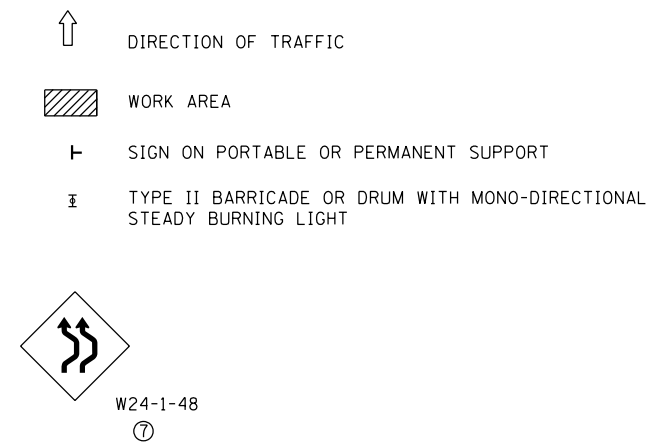 DIRECTION OF TRAFFIC
WORK AREA
SIGN ON PORTABLE OR PERMANENT SUPPORT
TYPE II BARRICADE OR DRUM WITH MONO-DIRECTIONAL
STEADY BURNING LIGHT
W24-1-48
7